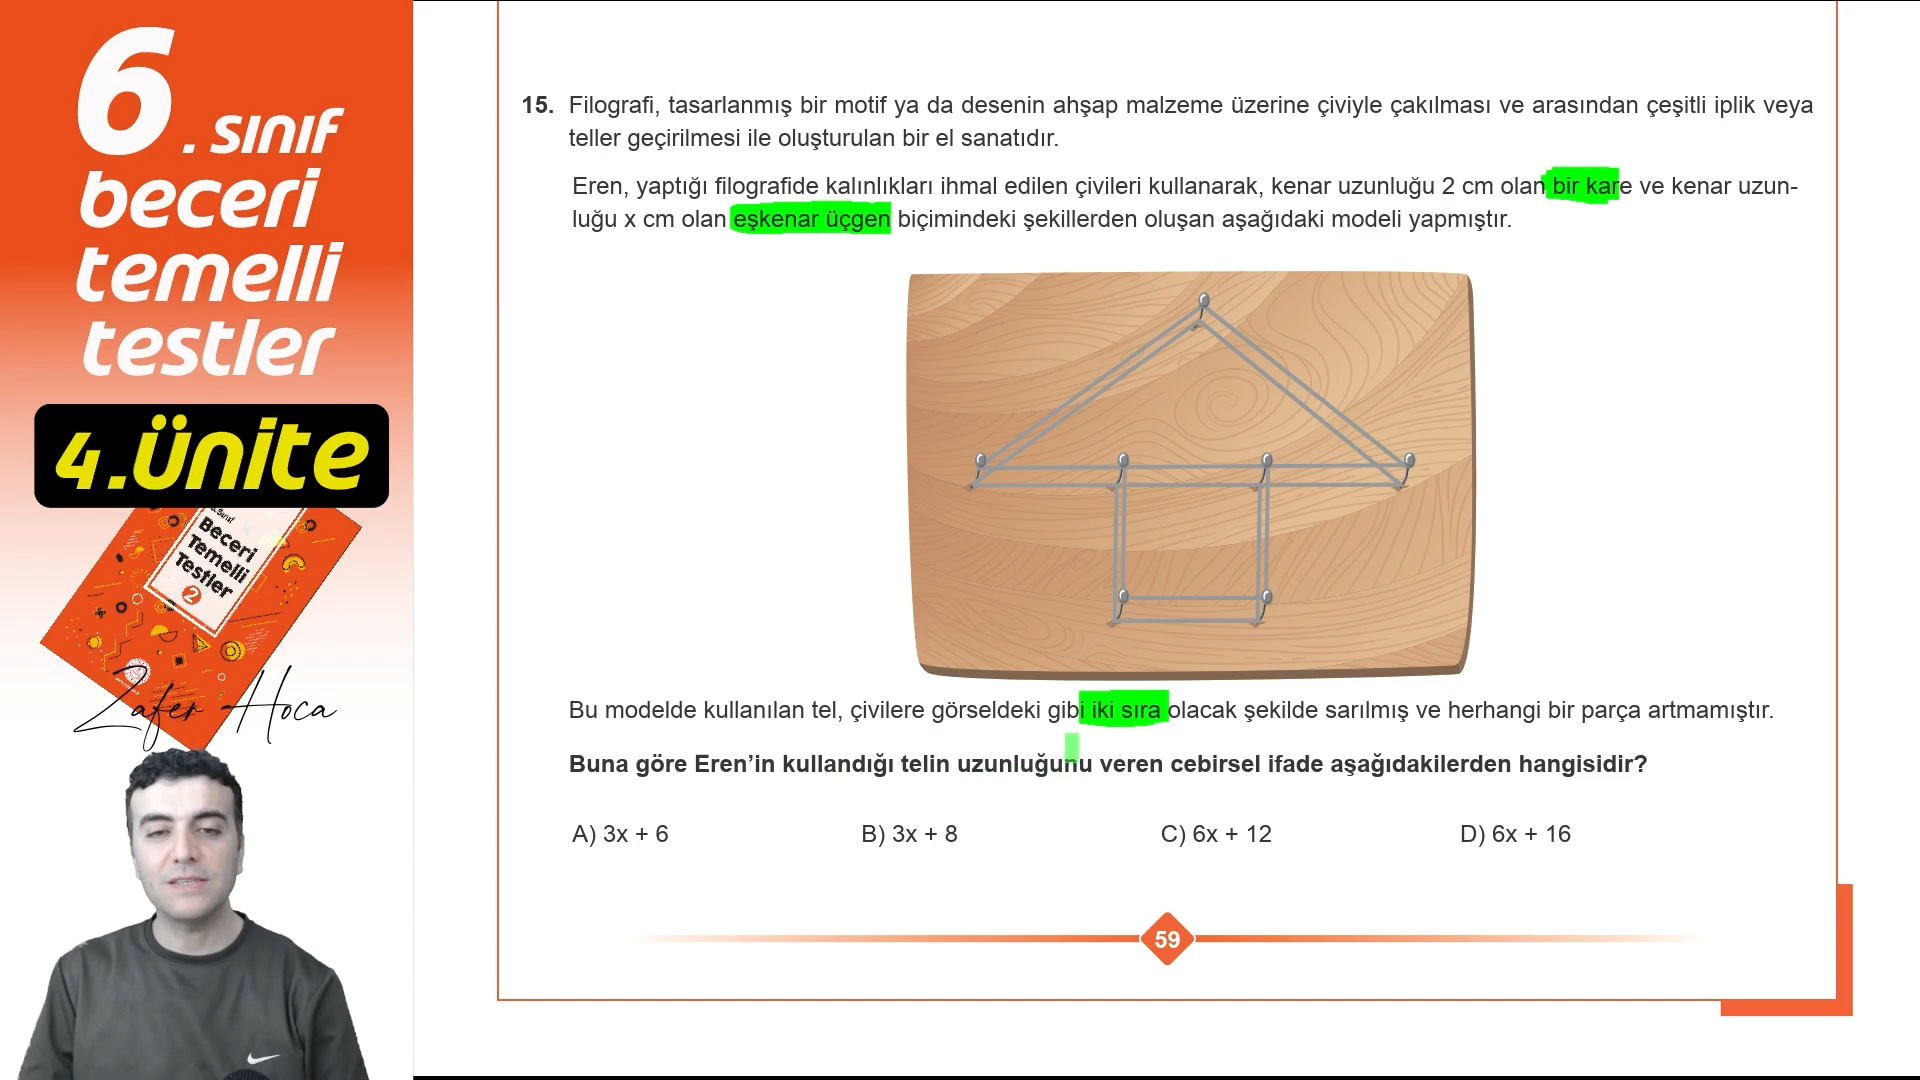 6. sınıf
beceri
temelli
testler
4.Ünite
Beceri
Temelli
Testler
2
Zafer Hoca
15. Filografi, tasarlanmış bir motif ya da desenin ahşap malzeme üzerine çiviyle çakılması ve arasından çeşitli iplik veya
teller geçirilmesi ile oluşturulan bir el sanatıdır.
Eren, yaptığı filografide kalınlıkları ihmal edilen çivileri kullanarak, kenar uzunluğu 2 cm olan bir kare ve kenar uzun-
luğu x cm olan eşkenar üçgen biçimindeki şekillerden oluşan aşağıdaki modeli yapmıştır.
Bu modelde kullanılan tel, çivilere görseldeki gibi iki sıra olacak şekilde sarılmış ve herhangi bir parça artmamıştır.
Buna göre Eren’in kullandığı telin uzunluğunu veren cebirsel ifade aşağıdakilerden hangisidir?
A) 3x + 6 B) 3x + 8 C) 6x + 12 D) 6x + 16
59